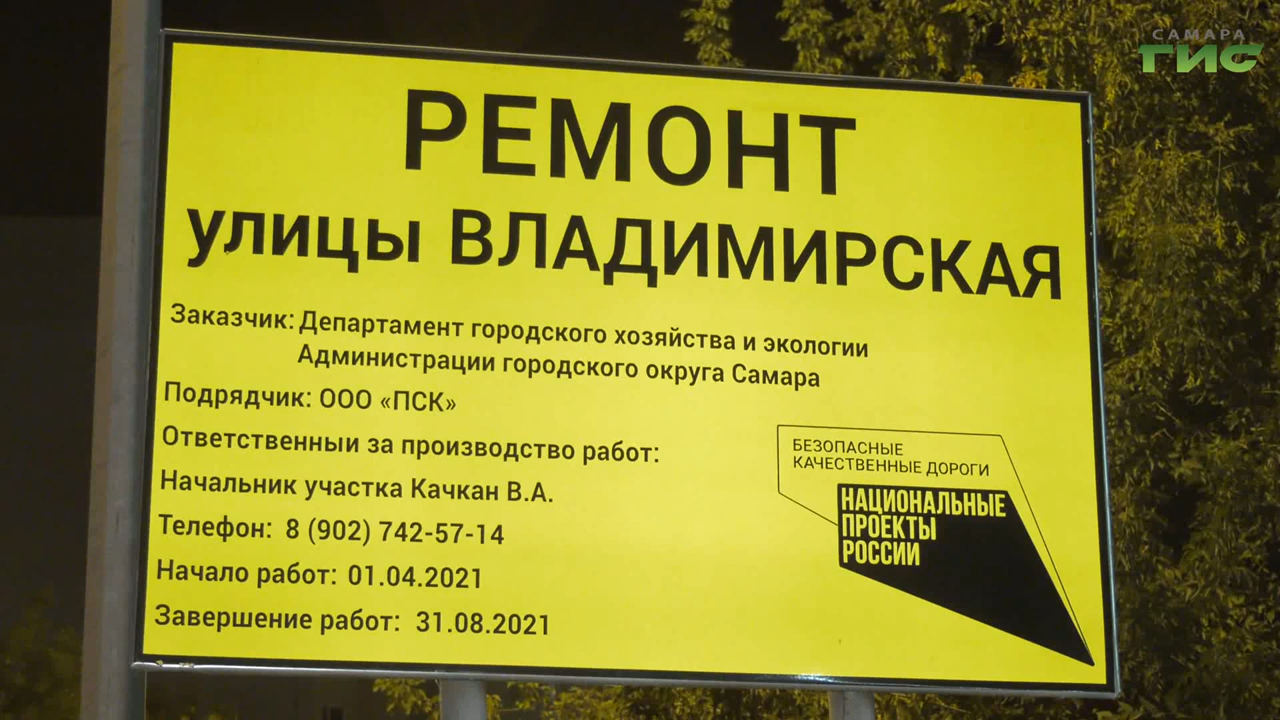 САМАРА
ГИС
РЕМОНТ
улицы ВЛАДИМИРСКАЯ
Заказчик: Департамент городского хозяйства и экологии
Администрации городского округа Самара
Подрядчик: ООО «ПСК»
Ответственныи за производство работ:
Начальник участка Качкан В.А.
Телефон: 8 (902) 742-57-14
Начало работ: 01.04.2021
Завершение работ: 31.08.2021
БЕЗОПАСНЫЕ
КАЧЕСТВЕННЫЕ ДОРОГИ
НАЦИОНАЛЬНЫЕ
ПРОЕКТЫ
РОССИИ